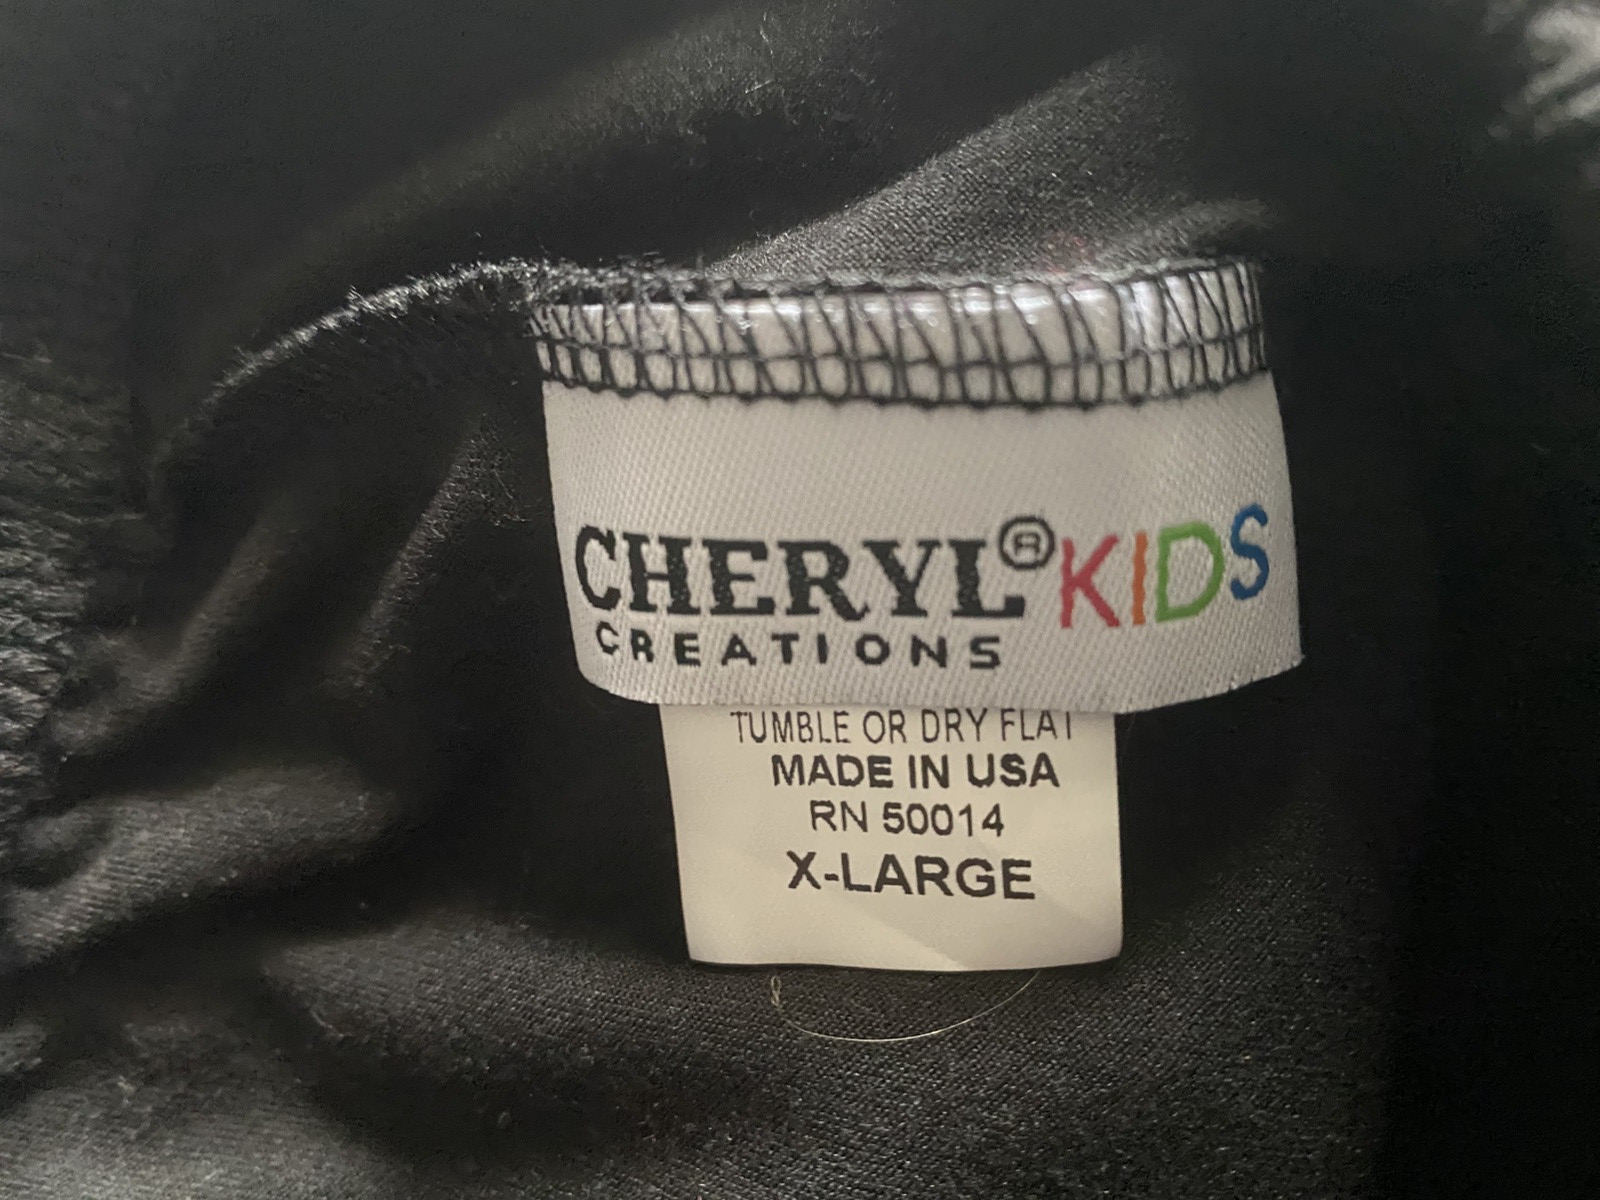 CHERYL® KIDS
CREATIONS
TUMBLE OR DRY FLAT
MADE IN USA
RN 50014
X-LARGE